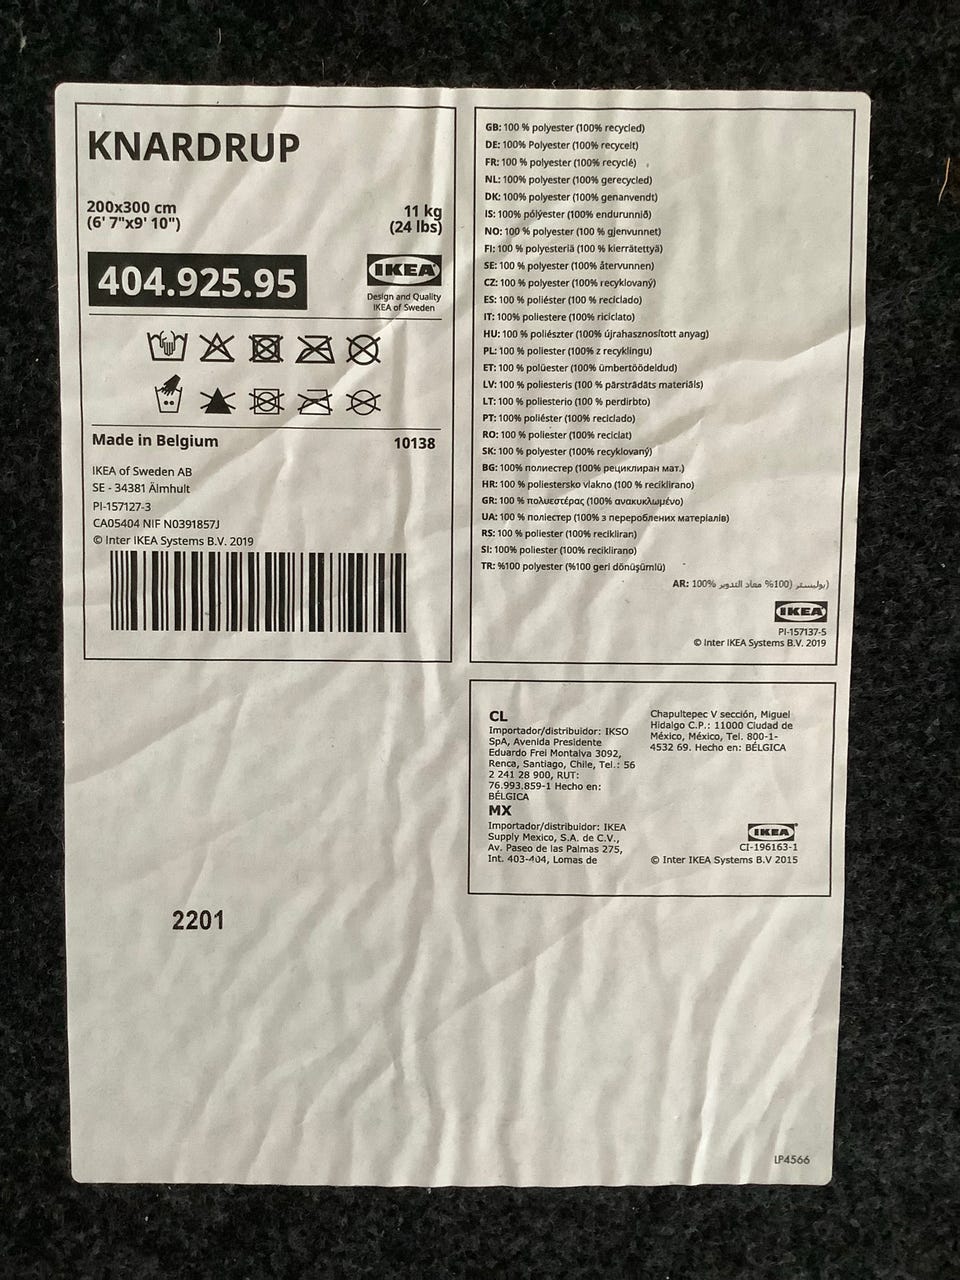 KNARDRUP
200x300 cm
(6' 7"x9' 10")
11 kg
(24 lbs)
404.925.95
IKEA
Design and Quality
IKEA of Sweden
Made in Belgium
10138
IKEA of Sweden AB
SE - 34381 Älmhult
PI-157127-3
CA05404 NIF N0391857J
© Inter IKEA Systems B.V. 2019
GB: 100 % polyester (100% recycled)
DE: 100% Polyester (100% recycelt)
FR: 100 % polyester (100% recyclé)
NL: 100% polyester (100% gerecycled)
DK: 100% polyester (100% genanvendt)
IS: 100% pólýester (100% endurunnið)
NO: 100 % polyester (100 % gjenvunnet)
FI: 100 % polyesteriä (100 % kierrätettyä)
SE: 100 % polyester (100% återvunnen)
CZ: 100% polyester (100% recyklovaný)
ES: 100 % poliéster (100 % reciclado)
IT: 100% poliestere (100% riciclato)
HU: 100 % poliészter (100% újrahasznosított anyag)
PL: 100 % poliester (100% z recyklingu)
ET: 100% polüester (100% ümbertöödeldud)
LV: 100 % poliesteris (100 % pārstrādāts materiāls)
LT: 100 % poliesterio (100 % perdirbto)
PT: 100% poliéster (100% reciclado)
RO: 100 % poliester (100% reciclat)
SK: 100 % polyester (100% recyklovaný)
BG: 100% полиестер (100% рециклиран мат.)
HR: 100 % poliestersko vlakno (100 % reciklirano)
GR: 100 % πολυεστέρας (100% ανακυκλωμένο)
UA: 100 % поліестер (100% з перероблених матеріалів)
RS: 100 % poliester (100% recikliran)
SI: 100% poliester (100% reciklirano)
TR: %100 polyester (%100 geri dönüşümlü)
AR: 100% بوليستر (100% معاد التدوير)
IKEA
PI-157137-5
© Inter IKEA Systems B.V. 2019
CL
Importador/distribuidor: IKSO
SpA, Avenida Presidente
Eduardo Frei Montalva 3092,
Renca, Santiago, Chile, Tel.: 56
2 241 28 900, RUT:
76.993.859-1 Hecho en:
BÉLGICA
MX
Importador/distribuidor: IKEA
Supply Mexico, S.A. de C.V.,
Av. Paseo de las Palmas 275,
Int. 403-404, Lomas de
Chapultepec V sección, Miguel
Hidalgo C.P.: 11000 Ciudad de
México, México, Tel. 800-1-
4532 69. Hecho en: BÉLGICA
IKEA
CI-196163-1
© Inter IKEA Systems B.V 2015
2201
LP4566